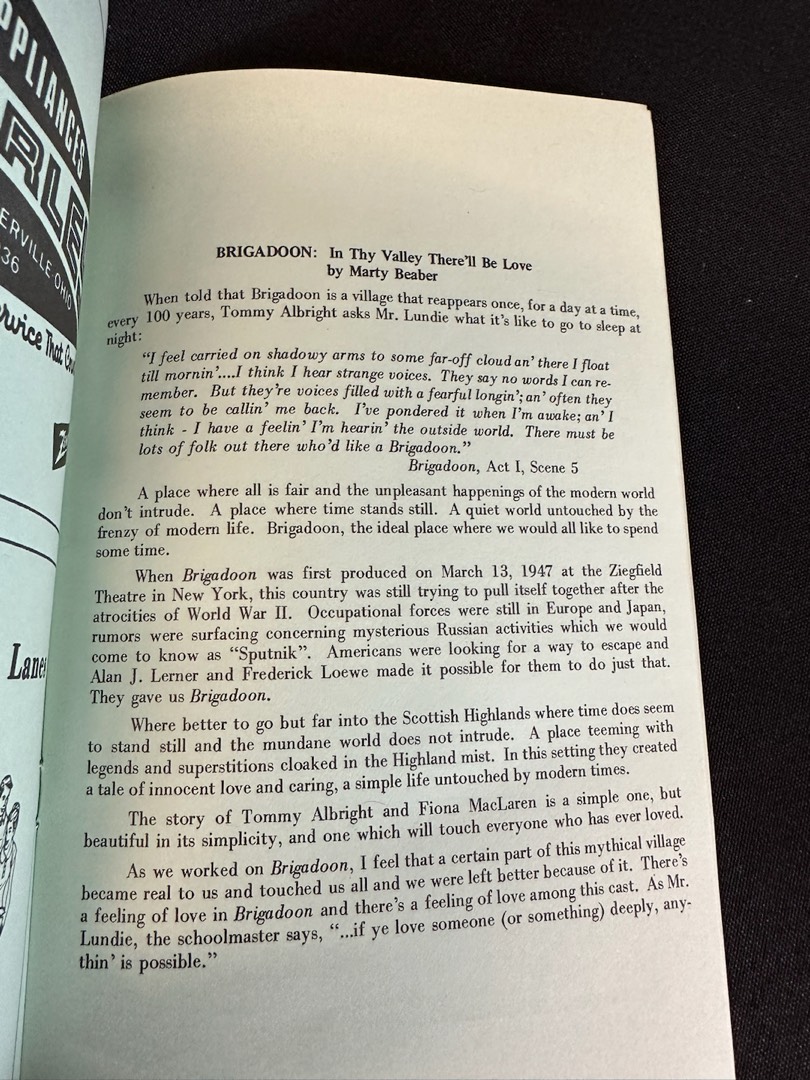 PPLIANCES
RLE
ERVILLE, OHIO
36
ervice That
Lane
BRIGADOON: In Thy Valley There'll Be Love
by Marty Beaber
When told that Brigadoon is a village that reappears once, for a day at a time,
every 100 years, Tommy Albright asks Mr. Lundie what it's like to go to sleep at
night:
“I feel carried on shadowy arms to some far-off cloud an' there I float
till mornin'....I think I hear strange voices. They say no words I can re-
member. But they're voices filled with a fearful longin'; an' often they
seem to be callin' me back. I've pondered it when I'm awake; an' I
think - I have a feelin' I'm hearin' the outside world. There must be
lots of folk out there who'd like a Brigadoon.”
Brigadoon, Act I, Scene 5
A place where all is fair and the unpleasant happenings of the modern world
don't intrude. A place where time stands still. A quiet world untouched by the
frenzy of modern life. Brigadoon, the ideal place where we would all like to spend
some time.
When Brigadoon was first produced on March 13, 1947 at the Ziegfield
Theatre in New York, this country was still trying to pull itself together after the
atrocities of World War II. Occupational forces were still in Europe and Japan,
rumors were surfacing concerning mysterious Russian activities which we would
come to know as “Sputnik”. Americans were looking for a way to escape and
Alan J. Lerner and Frederick Loewe made it possible for them to do just that.
They gave us Brigadoon.
Where better to go but far into the Scottish Highlands where time does seem
to stand still and the mundane world does not intrude. A place teeming with
legends and superstitions cloaked in the Highland mist. In this setting they created
a tale of innocent love and caring, a simple life untouched by modern times.
The story of Tommy Albright and Fiona MacLaren is a simple one, but
beautiful in its simplicity, and one which will touch everyone who has ever loved.
As we worked on Brigadoon, I feel that a certain part of this mythical village
became real to us and touched us all and we were left better because of it. There's
a feeling of love in Brigadoon and there's a feeling of love among this cast. As Mr.
Lundie, the schoolmaster says, “...if ye love someone (or something) deeply, any-
thin' is possible.”